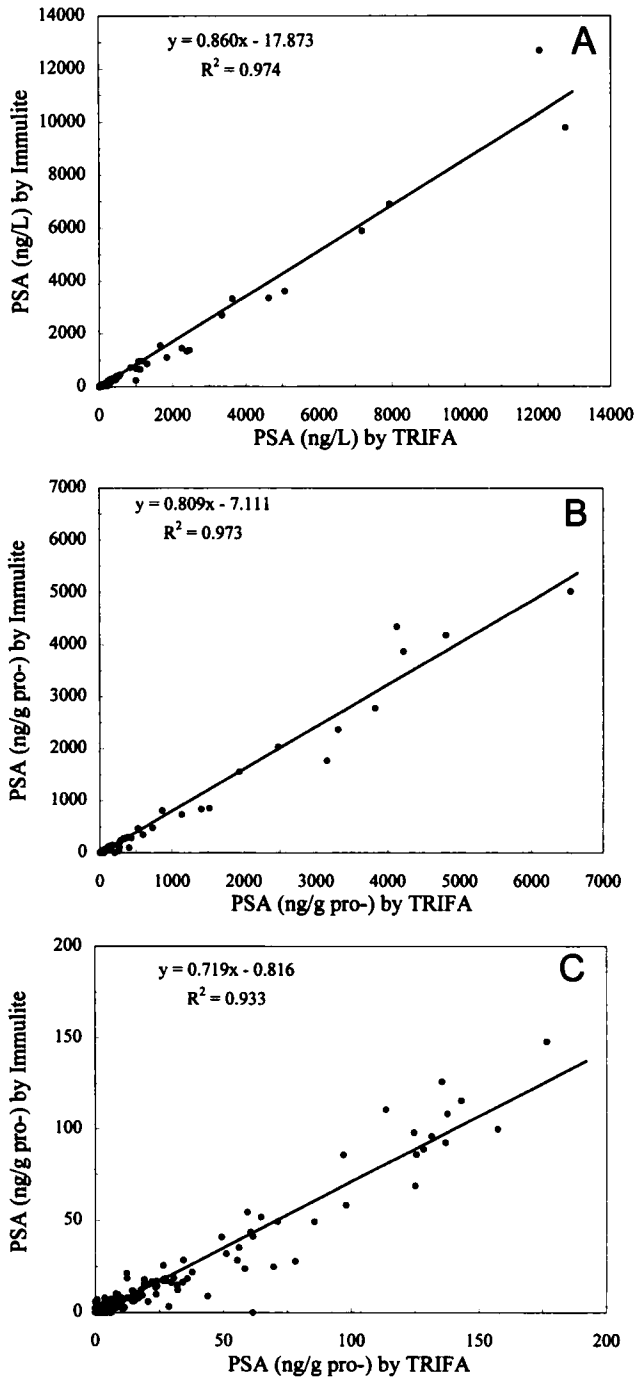 A
y = 0.860x - 17.873
R² = 0.974
PSA (ng/L) by Immulite
14000
12000
10000
8000
6000
4000
2000
0
0 2000 4000 6000 8000 10000 12000 14000
PSA (ng/L) by TRIFA
B
y = 0.809x - 7.111
R² = 0.973
PSA (ng/g pro-) by Immulite
7000
6000
5000
4000
3000
2000
1000
0
0 1000 2000 3000 4000 5000 6000 7000
PSA (ng/g pro-) by TRIFA
C
y = 0.719x - 0.816
R² = 0.933
PSA (ng/g pro-) by Immulite
200
150
100
50
0
0 50 100 150 200
PSA (ng/g pro-) by TRIFA